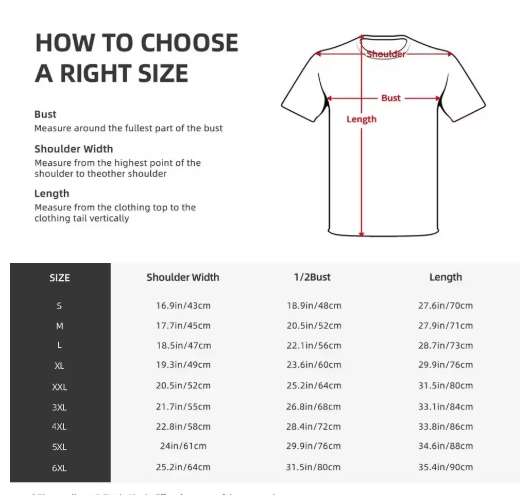 HOW TO CHOOSE
A RIGHT SIZE
Bust
Measure around the fullest part of the bust
Shoulder Width
Measure from the highest point of the
shoulder to theother shoulder
Length
Measure from the clothing top to the
clothing tail vertically
Shoulder
Bust
Length
SIZE Shoulder Width 1/2Bust Length
S 16.9in/43cm 18.9in/48cm 27.6in/70cm
M 17.7in/45cm 20.5in/52cm 27.9in/71cm
L 18.5in/47cm 22.1in/56cm 28.7in/73cm
XL 19.3in/49cm 23.6in/60cm 29.9in/76cm
XXL 20.5in/52cm 25.2in/64cm 31.5in/80cm
3XL 21.7in/55cm 26.8in/68cm 33.1in/84cm
4XL 22.8in/58cm 28.4in/72cm 33.8in/86cm
5XL 24in/61cm 29.9in/76cm 34.6in/88cm
6XL 25.2in/64cm 31.5in/80cm 35.4in/90cm